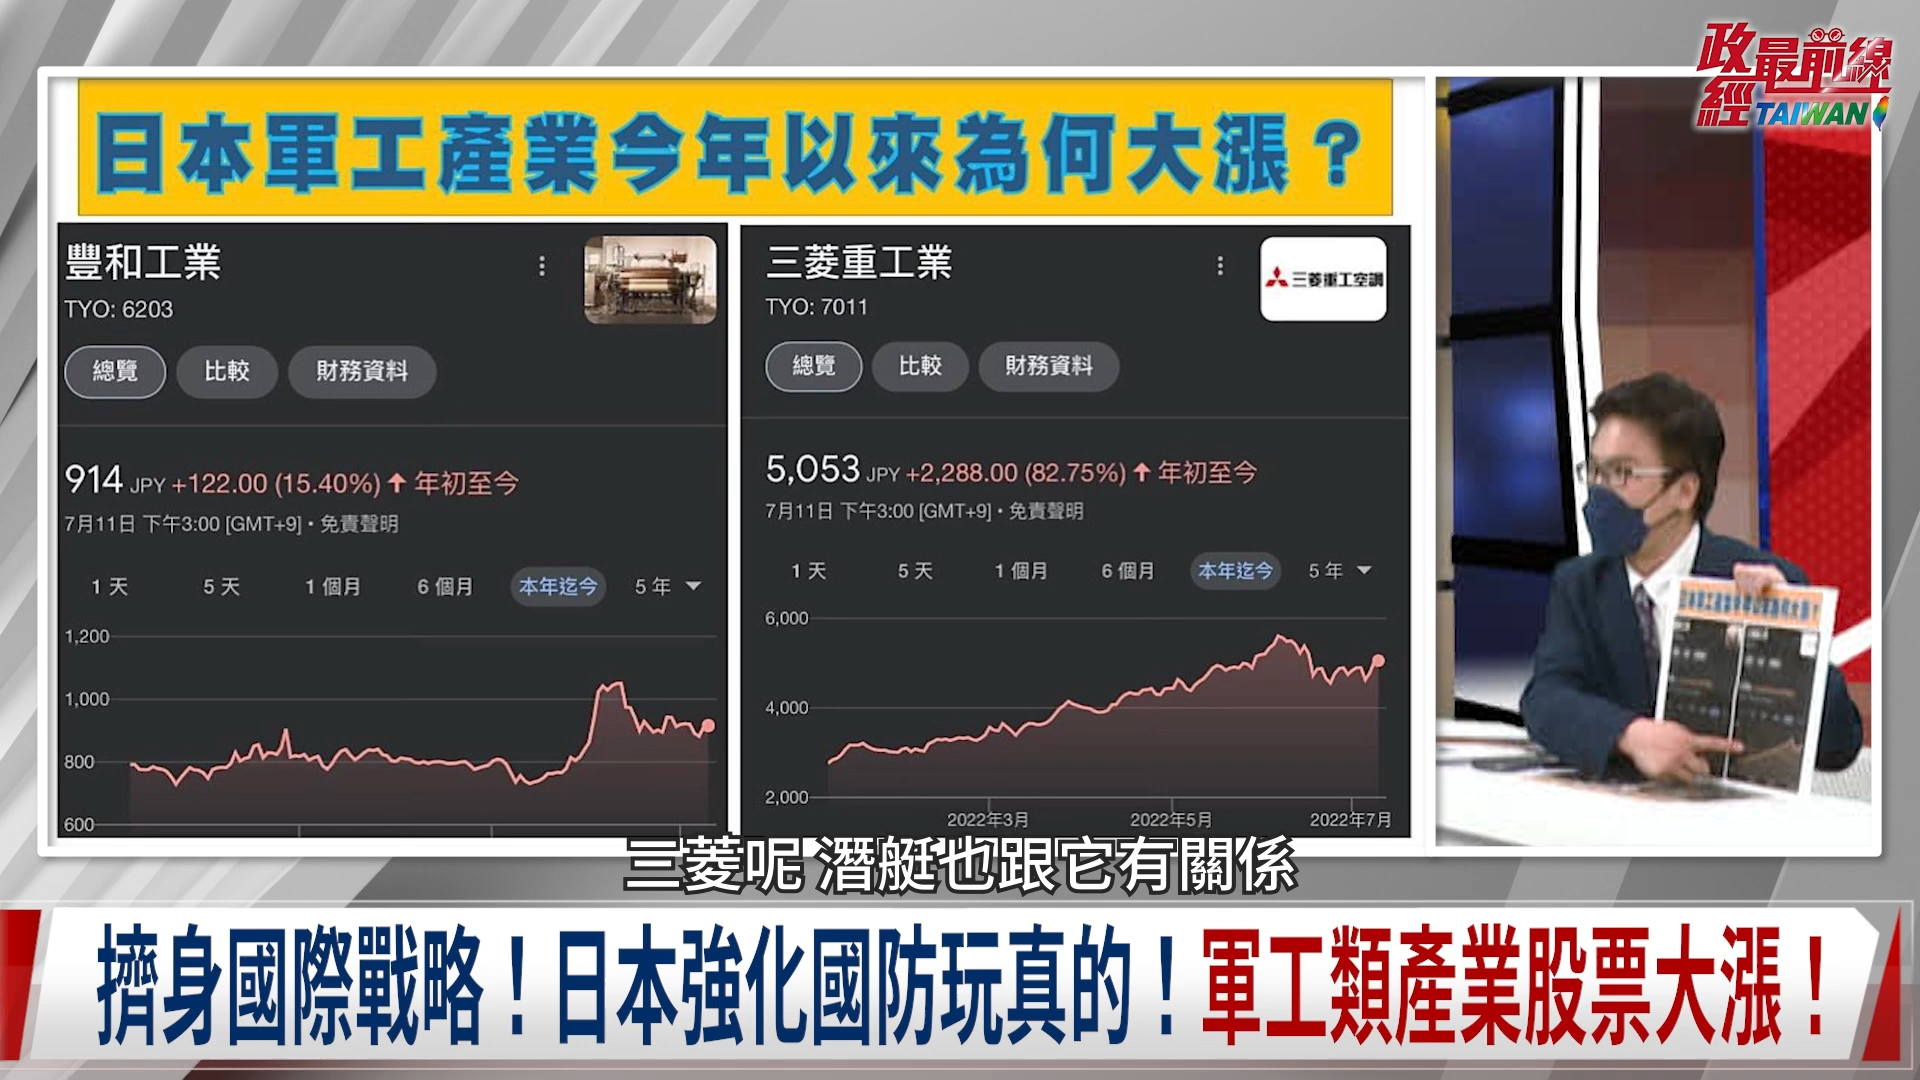 政經最前線
TAIWAN
日本軍工產業今年以來為何大漲？
豐和工業
TYO: 6203
總覽
比較
財務資料
914 JPY +122.00 (15.40%) ↑ 年初至今
7月11日 下午3:00 [GMT+9] • 免責聲明
1 天
5 天
1 個月
6 個月
本年迄今
5 年
1,200
1,000
800
600
三菱重工業
三菱重工空調
TYO: 7011
總覽
比較
財務資料
5,053 JPY +2,288.00 (82.75%) ↑ 年初至今
7月11日 下午3:00 [GMT+9] • 免責聲明
1 天
5 天
1 個月
6 個月
本年迄今
5 年
6,000
4,000
2,000
2022年3月
2022年5月
2022年7月
三菱呢 潛艇也跟它有關係
擠身國際戰略！日本強化國防玩真的！軍工類產業股票大漲！